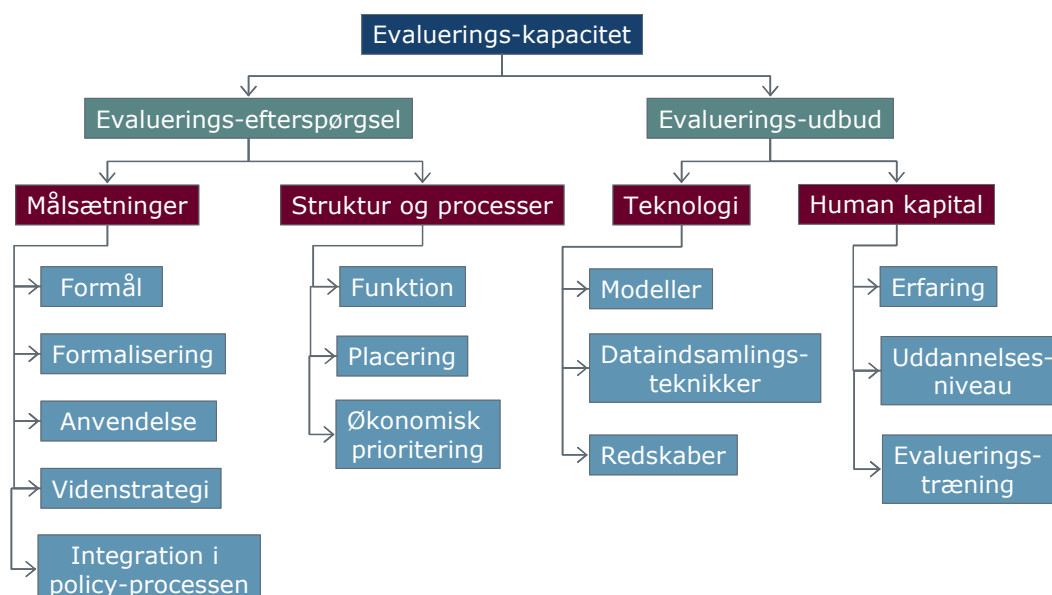 Evaluerings-kapacitet
Evaluerings-efterspørgsel
Evaluerings-udbud
Målsætninger
Struktur og processer
Teknologi
Human kapital
Formål
Formalisering
Anvendelse
Videnstrategi
Integration i
policy-processen
Funktion
Placering
Økonomisk
prioritering
Modeller
Dataindsamlings-
teknikker
Redskaber
Erfaring
Uddannelses-
niveau
Evaluerings-
træning